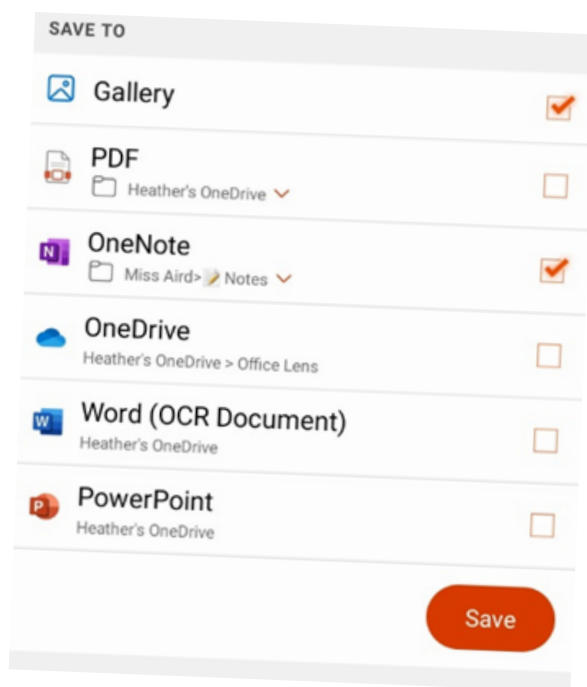 SAVE TO
Gallery
PDF
Heather's OneDrive
OneNote
Miss Aird> Notes
OneDrive
Heather's OneDrive > Office Lens
Word (OCR Document)
Heather's OneDrive
PowerPoint
Heather's OneDrive
Save